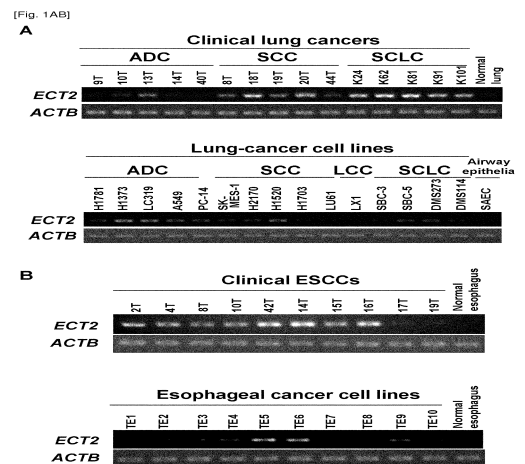 [Fig. 1AB]
A
Clinical lung cancers
ADC SCC SCLC
9T 10T 13T 14T 40T 8T 18T 19T 20T 44T K24 K62 K81 K91 K101 Normal lung
ECT2
ACTB
Lung-cancer cell lines
ADC SCC LCC SCLC Airway epithelia
H1781 H1373 LC319 A549 PC-14 SK-MES-1 H2170 H1520 H1703 LU61 LX1 SBC-3 SBC-5 DMS273 DMS114 SAEC
ECT2
ACTB
B
Clinical ESCCs
2T 4T 8T 10T 42T 14T 15T 16T 17T 19T Normal esophagus
ECT2
ACTB
Esophageal cancer cell lines
TE1 TE2 TE3 TE4 TE5 TE6 TE7 TE8 TE9 TE10 Normal esophagus
ECT2
ACTB